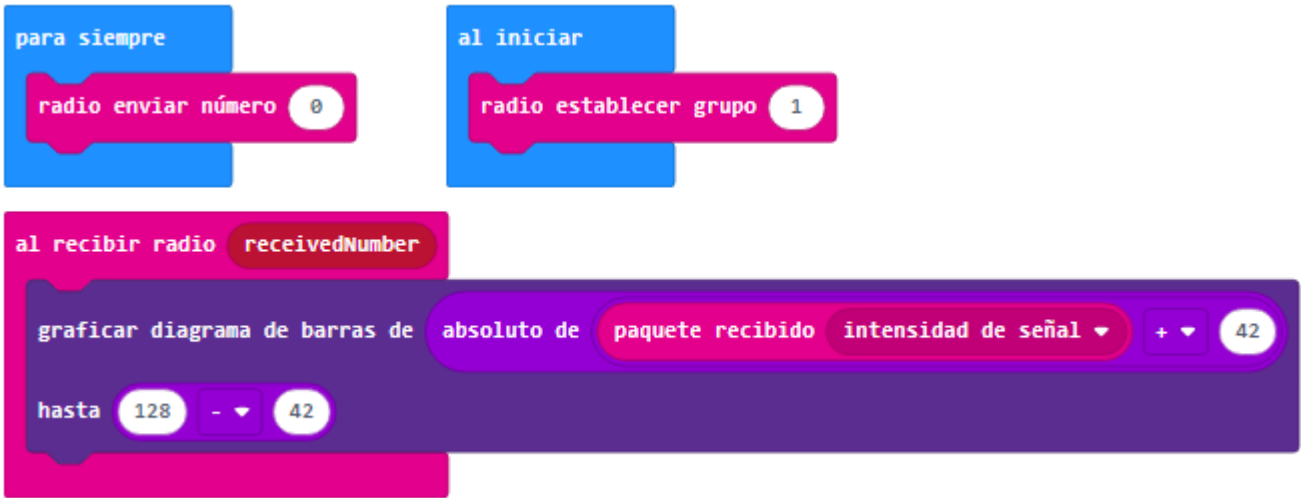 para siempre
radio enviar número 0
al iniciar
radio establecer grupo 1
al recibir radio receivedNumber
graficar diagrama de barras de absoluto de paquete recibido intensidad de señal + 42
hasta 128 - 42